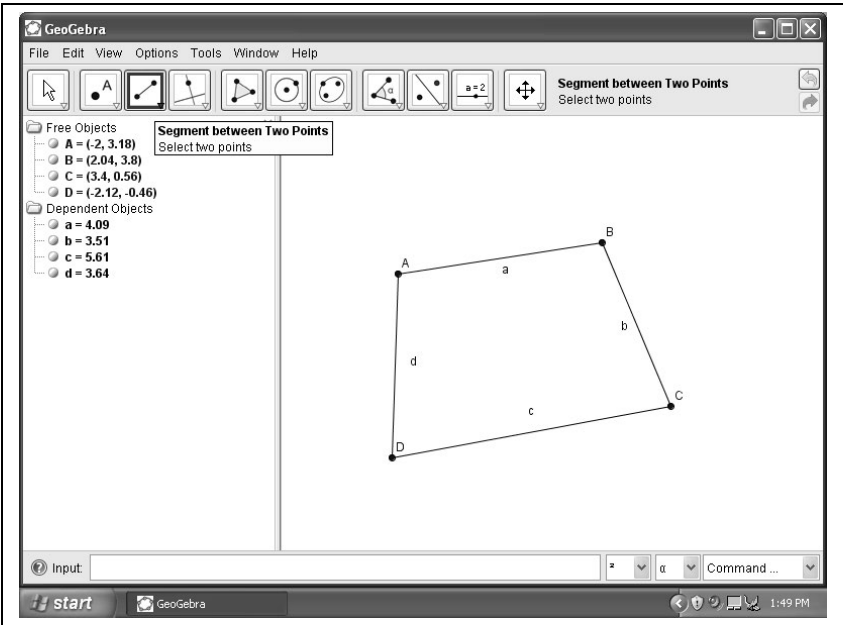 GeoGebra
File Edit View Options Tools Window Help
A
α
a=2
Segment between Two Points
Select two points
Free Objects
A = (-2, 3.18)
B = (2.04, 3.8)
C = (3.4, 0.56)
D = (-2.12, -0.46)
Dependent Objects
a = 4.09
b = 3.51
c = 5.61
d = 3.64
Segment between Two Points
Select two points
B
A
a
b
d
C
c
D
Input:
² α Command ...
start GeoGebra 1:49 PM